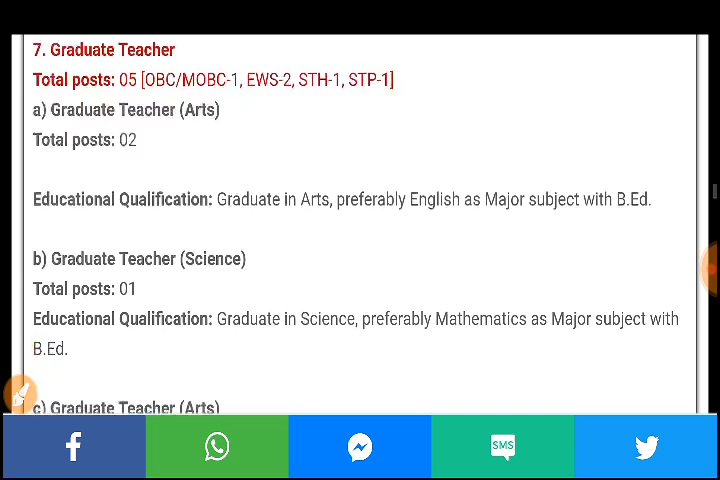 7. Graduate Teacher
Total posts: 05 [OBC/MOBC-1, EWS-2, STH-1, STP-1]
a) Graduate Teacher (Arts)
Total posts: 02
Educational Qualification: Graduate in Arts, preferably English as Major subject with B.Ed.
b) Graduate Teacher (Science)
Total posts: 01
Educational Qualification: Graduate in Science, preferably Mathematics as Major subject with
B.Ed.
c) Graduate Teacher (Arts)
SMS